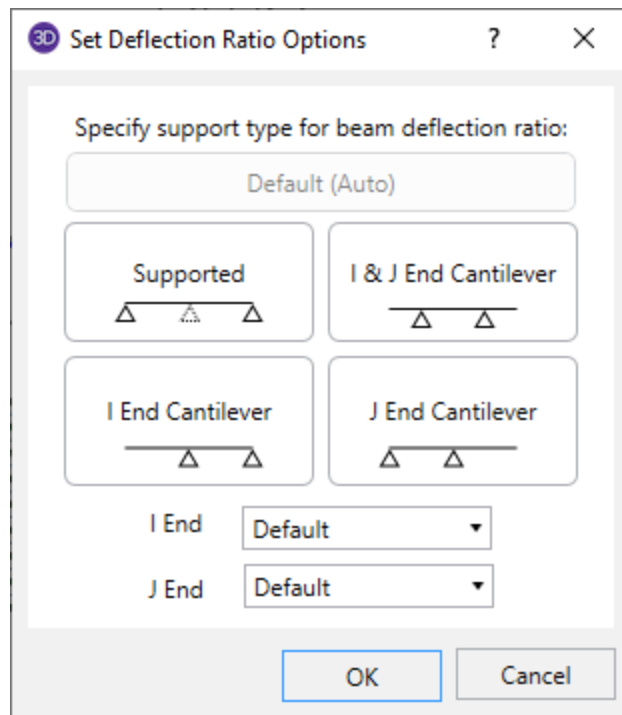 3D Set Deflection Ratio Options ?
Specify support type for beam deflection ratio:
Default (Auto)
Supported
I & J End Cantilever
I End Cantilever
J End Cantilever
I End Default
J End Default
OK Cancel